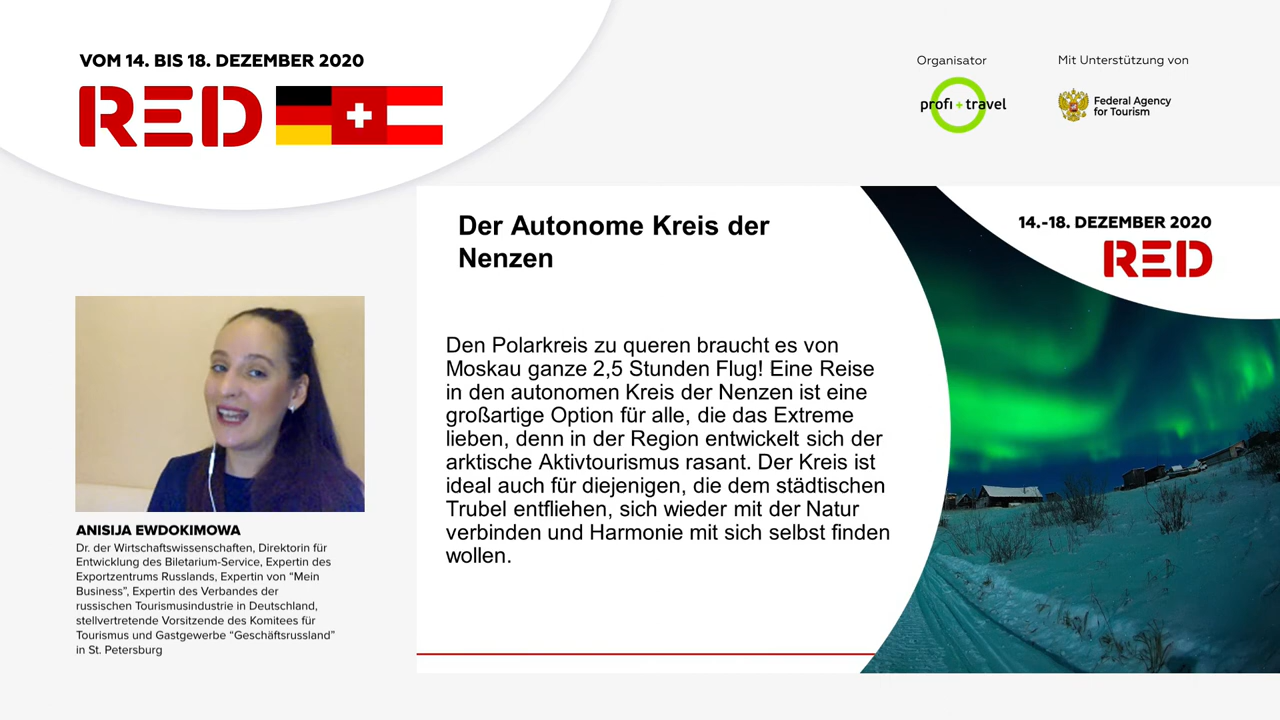 VOM 14. BIS 18. DEZEMBER 2020
RED
Organisator
profi+travel
Mit Unterstützung von
Federal Agency
for Tourism
Der Autonome Kreis der
Nenzen
Den Polarkreis zu queren braucht es von
Moskau ganze 2,5 Stunden Flug! Eine Reise
in den autonomen Kreis der Nenzen ist eine
großartige Option für alle, die das Extreme
lieben, denn in der Region entwickelt sich der
arktische Aktivtourismus rasant. Der Kreis ist
ideal auch für diejenigen, die dem städtischen
Trubel entfliehen, sich wieder mit der Natur
verbinden und Harmonie mit sich selbst finden
wollen.
14.-18. DEZEMBER 2020
RED
ANISIJA EWDOKIMOWA
Dr. der Wirtschaftswissenschaften, Direktorin für
Entwicklung des Biletarium-Service, Expertin des
Exportzentrums Russlands, Expertin von “Mein
Business”, Expertin des Verbandes der
russischen Tourismusindustrie in Deutschland,
stellvertretende Vorsitzende des Komitees für
Tourismus und Gastgewerbe “Geschäftsrussland”
in St. Petersburg